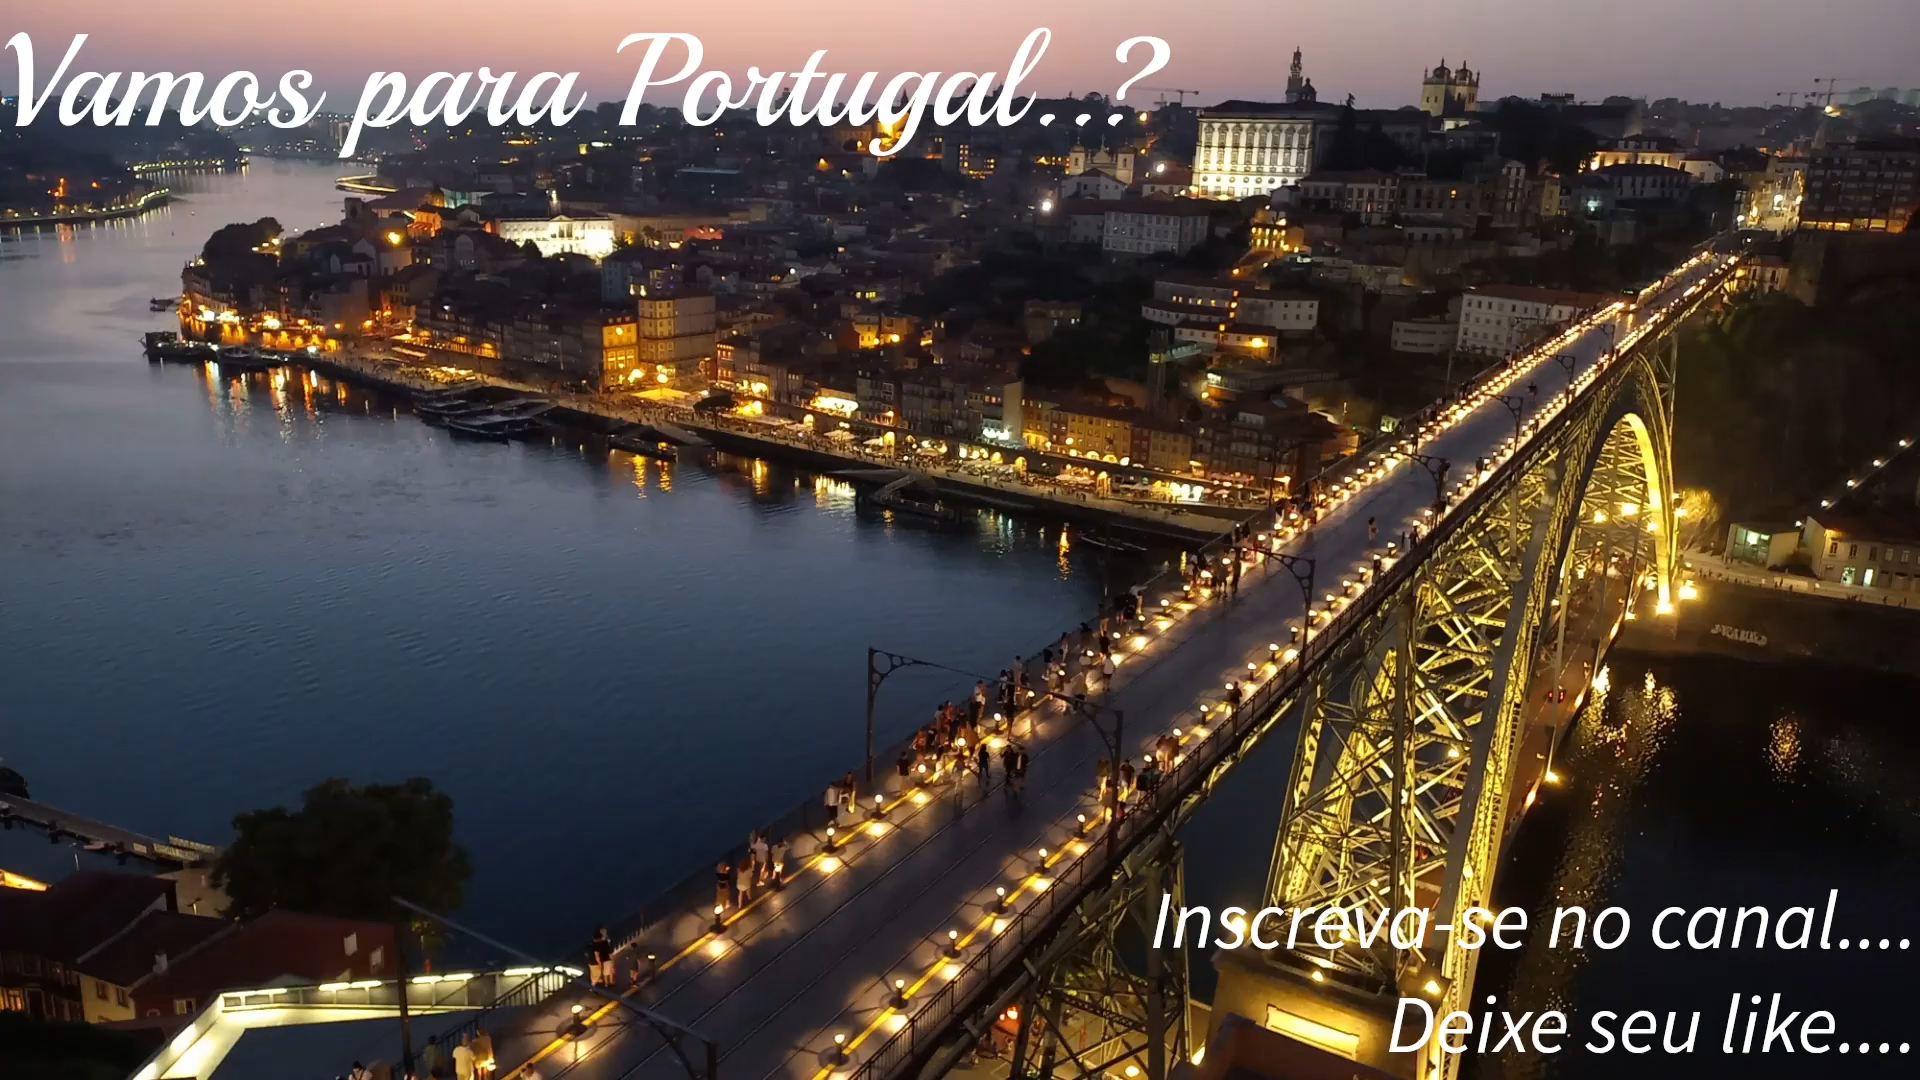 Vamos para Portugal...?
Inscreva-se no canal....
Deixe seu like....